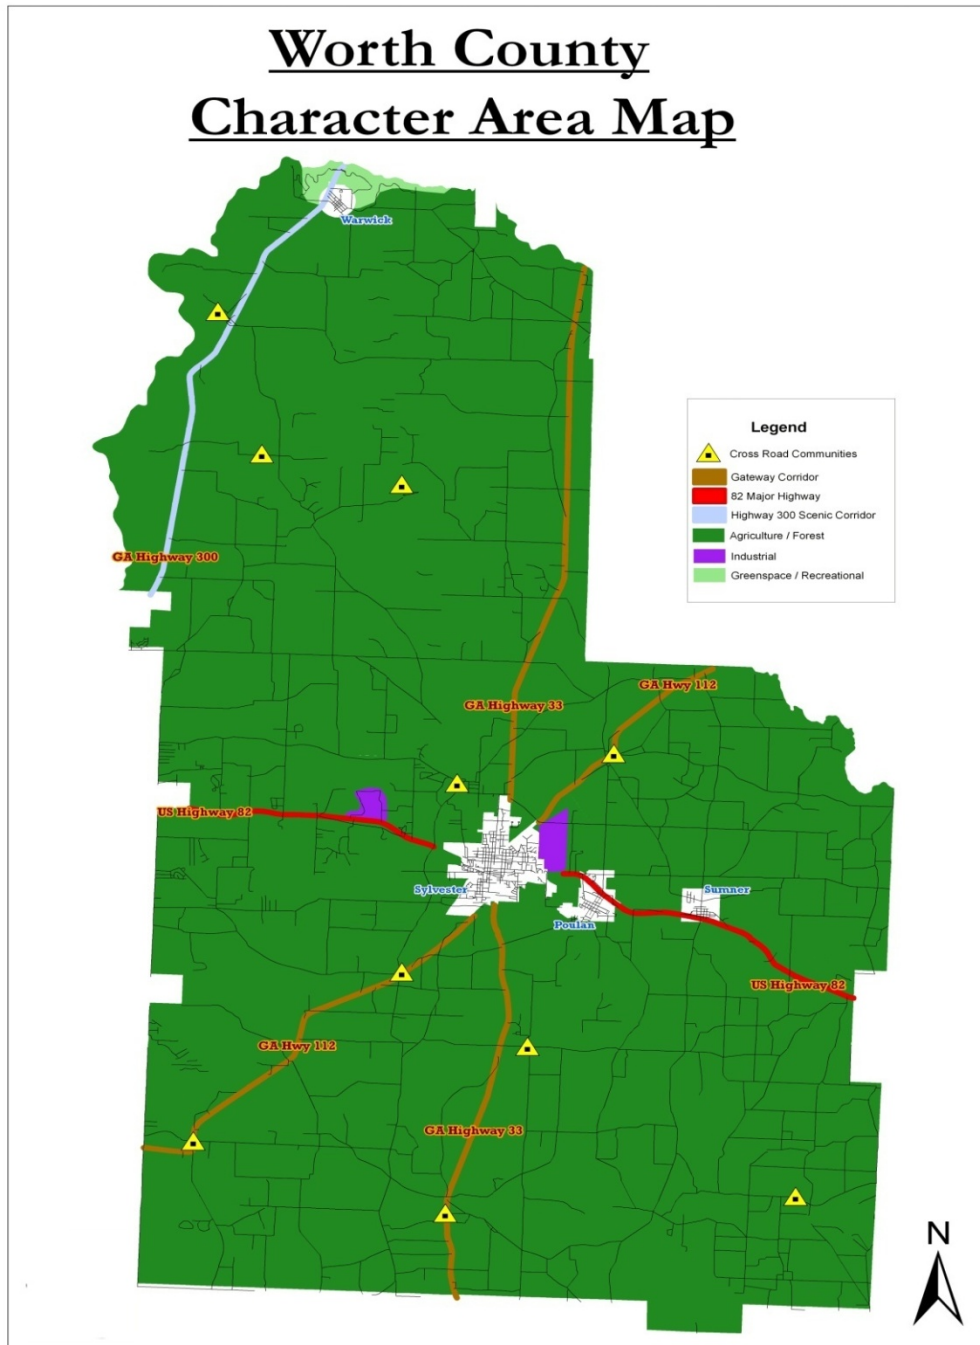 Worth County
Character Area Map
Warwick
Legend
Cross Road Communities
Gateway Corridor
82 Major Highway
Highway 300 Scenic Corridor
Agriculture / Forest
Industrial
Greenspace / Recreational
GA Highway 300
GA Hwy 112
GA Highway 33
US Highway 82
Sylvester
Sumner
Poulan
US Highway 82
GA Hwy 112
GA Highway 33
N